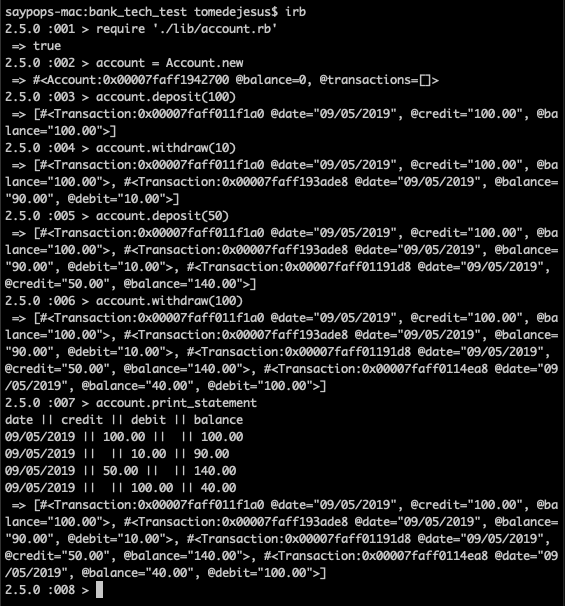 saypops-mac:bank_tech_test tomedejesus$ irb
2.5.0 :001 > require './lib/account.rb'
 => true
2.5.0 :002 > account = Account.new
 => #<Account:0x00007faff1942700 @balance=0, @transactions=[]>
2.5.0 :003 > account.deposit(100)
 => [#<Transaction:0x00007faff011f1a0 @date="09/05/2019", @credit="100.00", @ba
lance="100.00">]
2.5.0 :004 > account.withdraw(10)
 => [#<Transaction:0x00007faff011f1a0 @date="09/05/2019", @credit="100.00", @ba
lance="100.00">, #<Transaction:0x00007faff193ade8 @date="09/05/2019", @balance=
"90.00", @debit="10.00">]
2.5.0 :005 > account.deposit(50)
 => [#<Transaction:0x00007faff011f1a0 @date="09/05/2019", @credit="100.00", @ba
lance="100.00">, #<Transaction:0x00007faff193ade8 @date="09/05/2019", @balance=
"90.00", @debit="10.00">, #<Transaction:0x00007faff01191d8 @date="09/05/2019",
@credit="50.00", @balance="140.00">]
2.5.0 :006 > account.withdraw(100)
 => [#<Transaction:0x00007faff011f1a0 @date="09/05/2019", @credit="100.00", @ba
lance="100.00">, #<Transaction:0x00007faff193ade8 @date="09/05/2019", @balance=
"90.00", @debit="10.00">, #<Transaction:0x00007faff01191d8 @date="09/05/2019",
@credit="50.00", @balance="140.00">, #<Transaction:0x00007faff0114ea8 @date="09
/05/2019", @balance="40.00", @debit="100.00">]
2.5.0 :007 > account.print_statement
date || credit || debit || balance
09/05/2019 || 100.00 ||  || 100.00
09/05/2019 ||  || 10.00 || 90.00
09/05/2019 || 50.00 ||  || 140.00
09/05/2019 ||  || 100.00 || 40.00
 => [#<Transaction:0x00007faff011f1a0 @date="09/05/2019", @credit="100.00", @ba
lance="100.00">, #<Transaction:0x00007faff193ade8 @date="09/05/2019", @balance=
"90.00", @debit="10.00">, #<Transaction:0x00007faff01191d8 @date="09/05/2019",
@credit="50.00", @balance="140.00">, #<Transaction:0x00007faff0114ea8 @date="09
/05/2019", @balance="40.00", @debit="100.00">]
2.5.0 :008 >